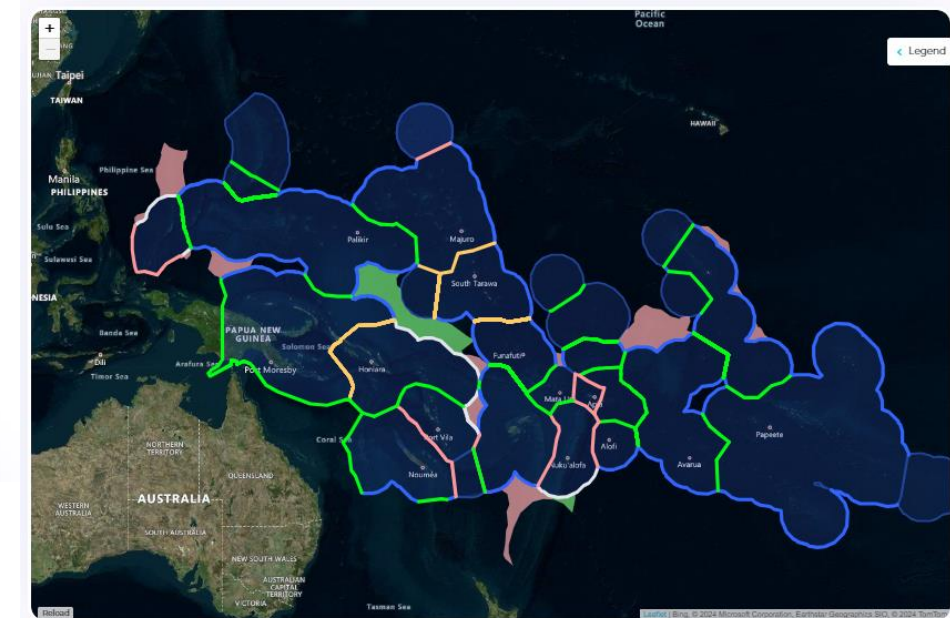 Pacific
Ocean
+
−
‹ Legend
Taipei
TAIWAN
HAWAII
Philippine Sea
Manila
PHILIPPINES
Sulu Sea
Palikir
Majuro
Sulawesi Sea
South Tarawa
NESIA
PAPUA NEW
GUINEA
Banda Sea
Solomon Sea
Funafuti
Dili
Arafura Sea
Port Moresby
Honiara
Timor Sea
Mata U
Apia
Papeete
Coral Sea
Port Vila
Alofi
NORTHERN
TERRITORY
Nuku'alofa
Avarua
Nouméa
QUEENSLAND
AUSTRALIA
WESTERN
AUSTRALIA
SOUTH AUSTRALIA
NEW SOUTH WALES
AUSTRALIAN
CAPITAL
TERRITORY
VICTORIA
Tasman Sea
Reload
Leaflet | Bing, © 2024 Microsoft Corporation, Earthstar Geographics SIO, © 2024 TomTom